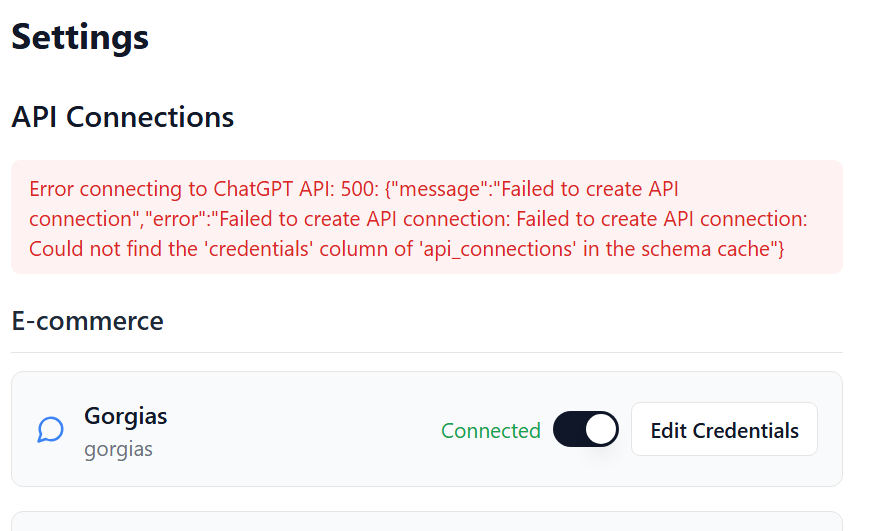 Settings
API Connections
Error connecting to ChatGPT API: 500: {"message":"Failed to create API
connection","error":"Failed to create API connection: Failed to create API connection:
Could not find the 'credentials' column of 'api_connections' in the schema cache"}
E-commerce
Gorgias
gorgias
Connected
Edit Credentials